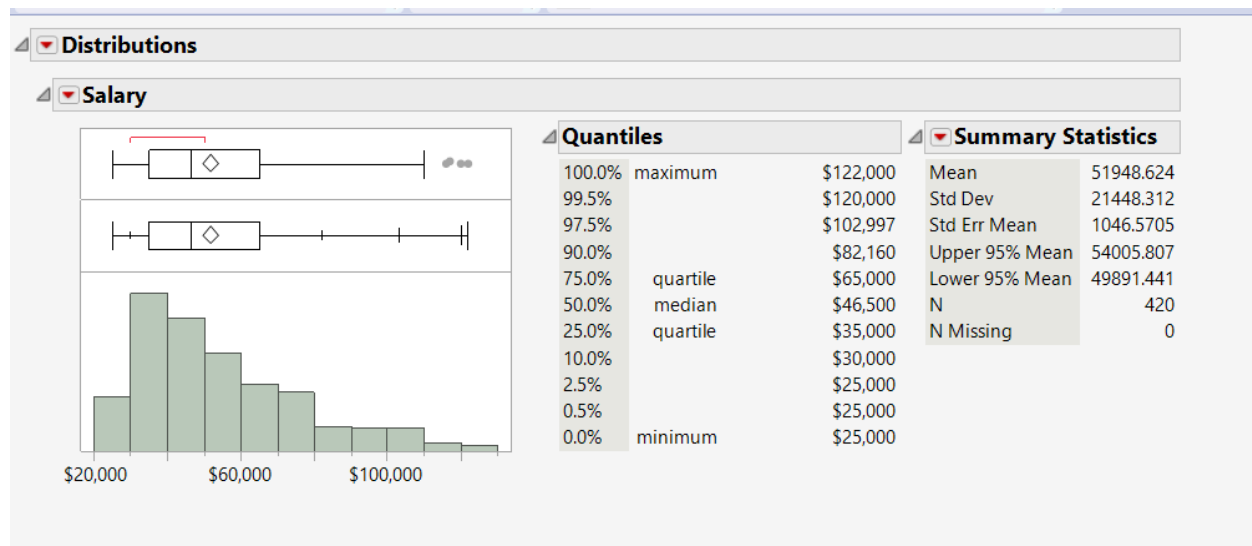 Distributions
Salary
$20,000 $60,000 $100,000
Quantiles
100.0% maximum $122,000
99.5% $120,000
97.5% $102,997
90.0% $82,160
75.0% quartile $65,000
50.0% median $46,500
25.0% quartile $35,000
10.0% $30,000
2.5% $25,000
0.5% $25,000
0.0% minimum $25,000
Summary Statistics
Mean 51948.624
Std Dev 21448.312
Std Err Mean 1046.5705
Upper 95% Mean 54005.807
Lower 95% Mean 49891.441
N 420
N Missing 0